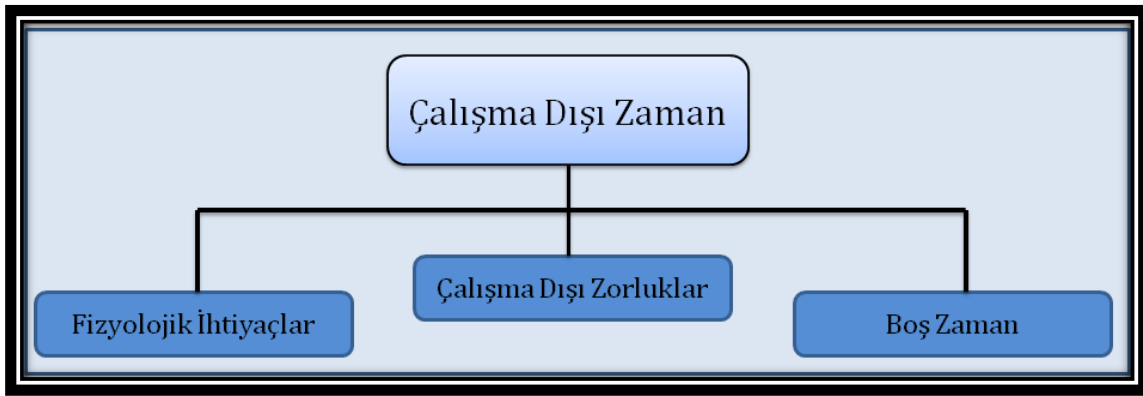 Çalışma Dışı Zaman
Fizyolojik İhtiyaçlar
Çalışma Dışı Zorluklar
Boş Zaman